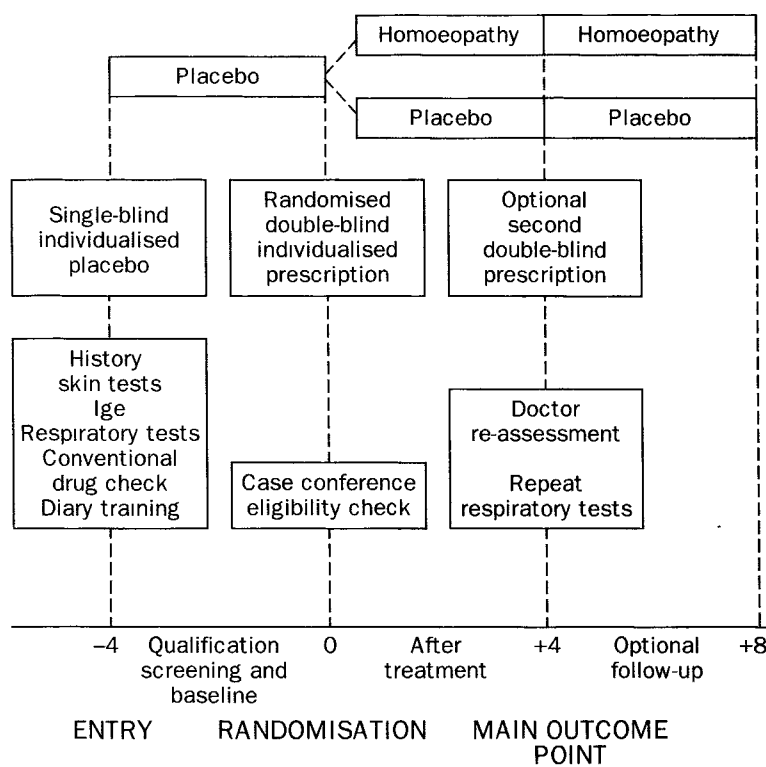 Homoeopathy Homoeopathy
Placebo
Placebo Placebo
Single-blind
individualised
placebo
Randomised
double-blind
individualised
prescription
Optional
second
double-blind
prescription
History
skin tests
Ige
Respiratory tests
Conventional
drug check
Diary training
Case conference
eligibility check
Doctor
re-assessment
Repeat
respiratory tests
−4
Qualification
screening and
baseline
0
After
treatment
+4
Optional
follow-up
+8
ENTRY
RANDOMISATION
MAIN OUTCOME
POINT